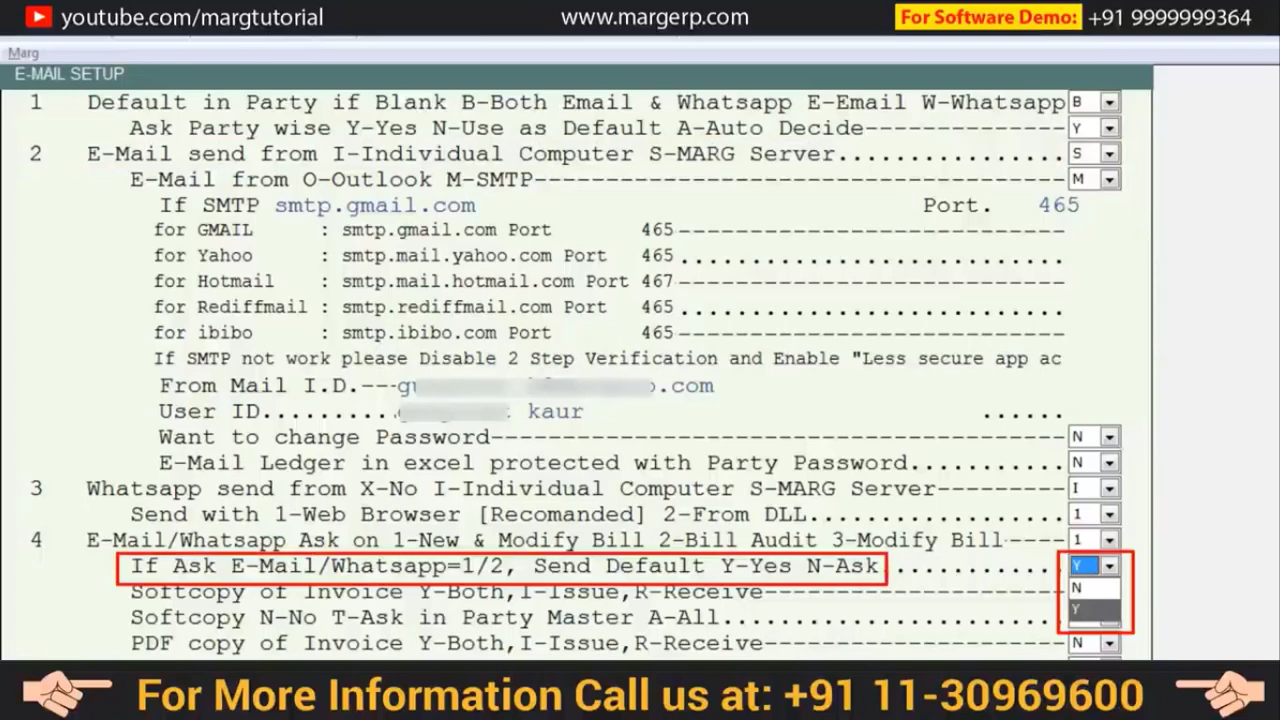 youtube.com/margtutorial www.margerp.com For Software Demo: +91 9999999364
Marg
E-MAIL SETUP
1 Default in Party if Blank B-Both Email & Whatsapp E-Email W-Whatsapp B
Ask Party wise Y-Yes N-Use as Default A-Auto Decide------------- Y
2 E-Mail send from I-Individual Computer S-MARG Server................ S
E-Mail from O-Outlook M-SMTP------------------------------------- M
If SMTP smtp.gmail.com Port. 465
for GMAIL : smtp.gmail.com Port 465---------------------------
for Yahoo : smtp.mail.yahoo.com Port 465...........................
for Hotmail : smtp.mail.hotmail.com Port 467---------------------------
for Rediffmail : smtp.rediffmail.com Port 465...........................
for ibibo : smtp.ibibo.com Port 465---------------------------
If SMTP not work please Disable 2 Step Verification and Enable "Less secure app ac
From Mail I.D.---g .com
User ID.......... kaur ......
Want to change Password---------------------------------------- N
E-Mail Ledger in excel protected with Party Password........... N
3 Whatsapp send from X-No I-Individual Computer S-MARG Server--------- I
Send with 1-Web Browser [Recomanded] 2-From DLL.................. 1
4 E-Mail/Whatsapp Ask on 1-New & Modify Bill 2-Bill Audit 3-Modify Bill---- 1
If Ask E-Mail/Whatsapp=1/2, Send Default Y-Yes N-Ask............. Y
Softcopy of Invoice Y-Both,I-Issue,R-Receive--------------------- N
Softcopy N-No T-Ask in Party Master A-All........................ Y
PDF copy of Invoice Y-Both,I-Issue,R-Receive--------------------- N
For More Information Call us at: +91 11-30969600